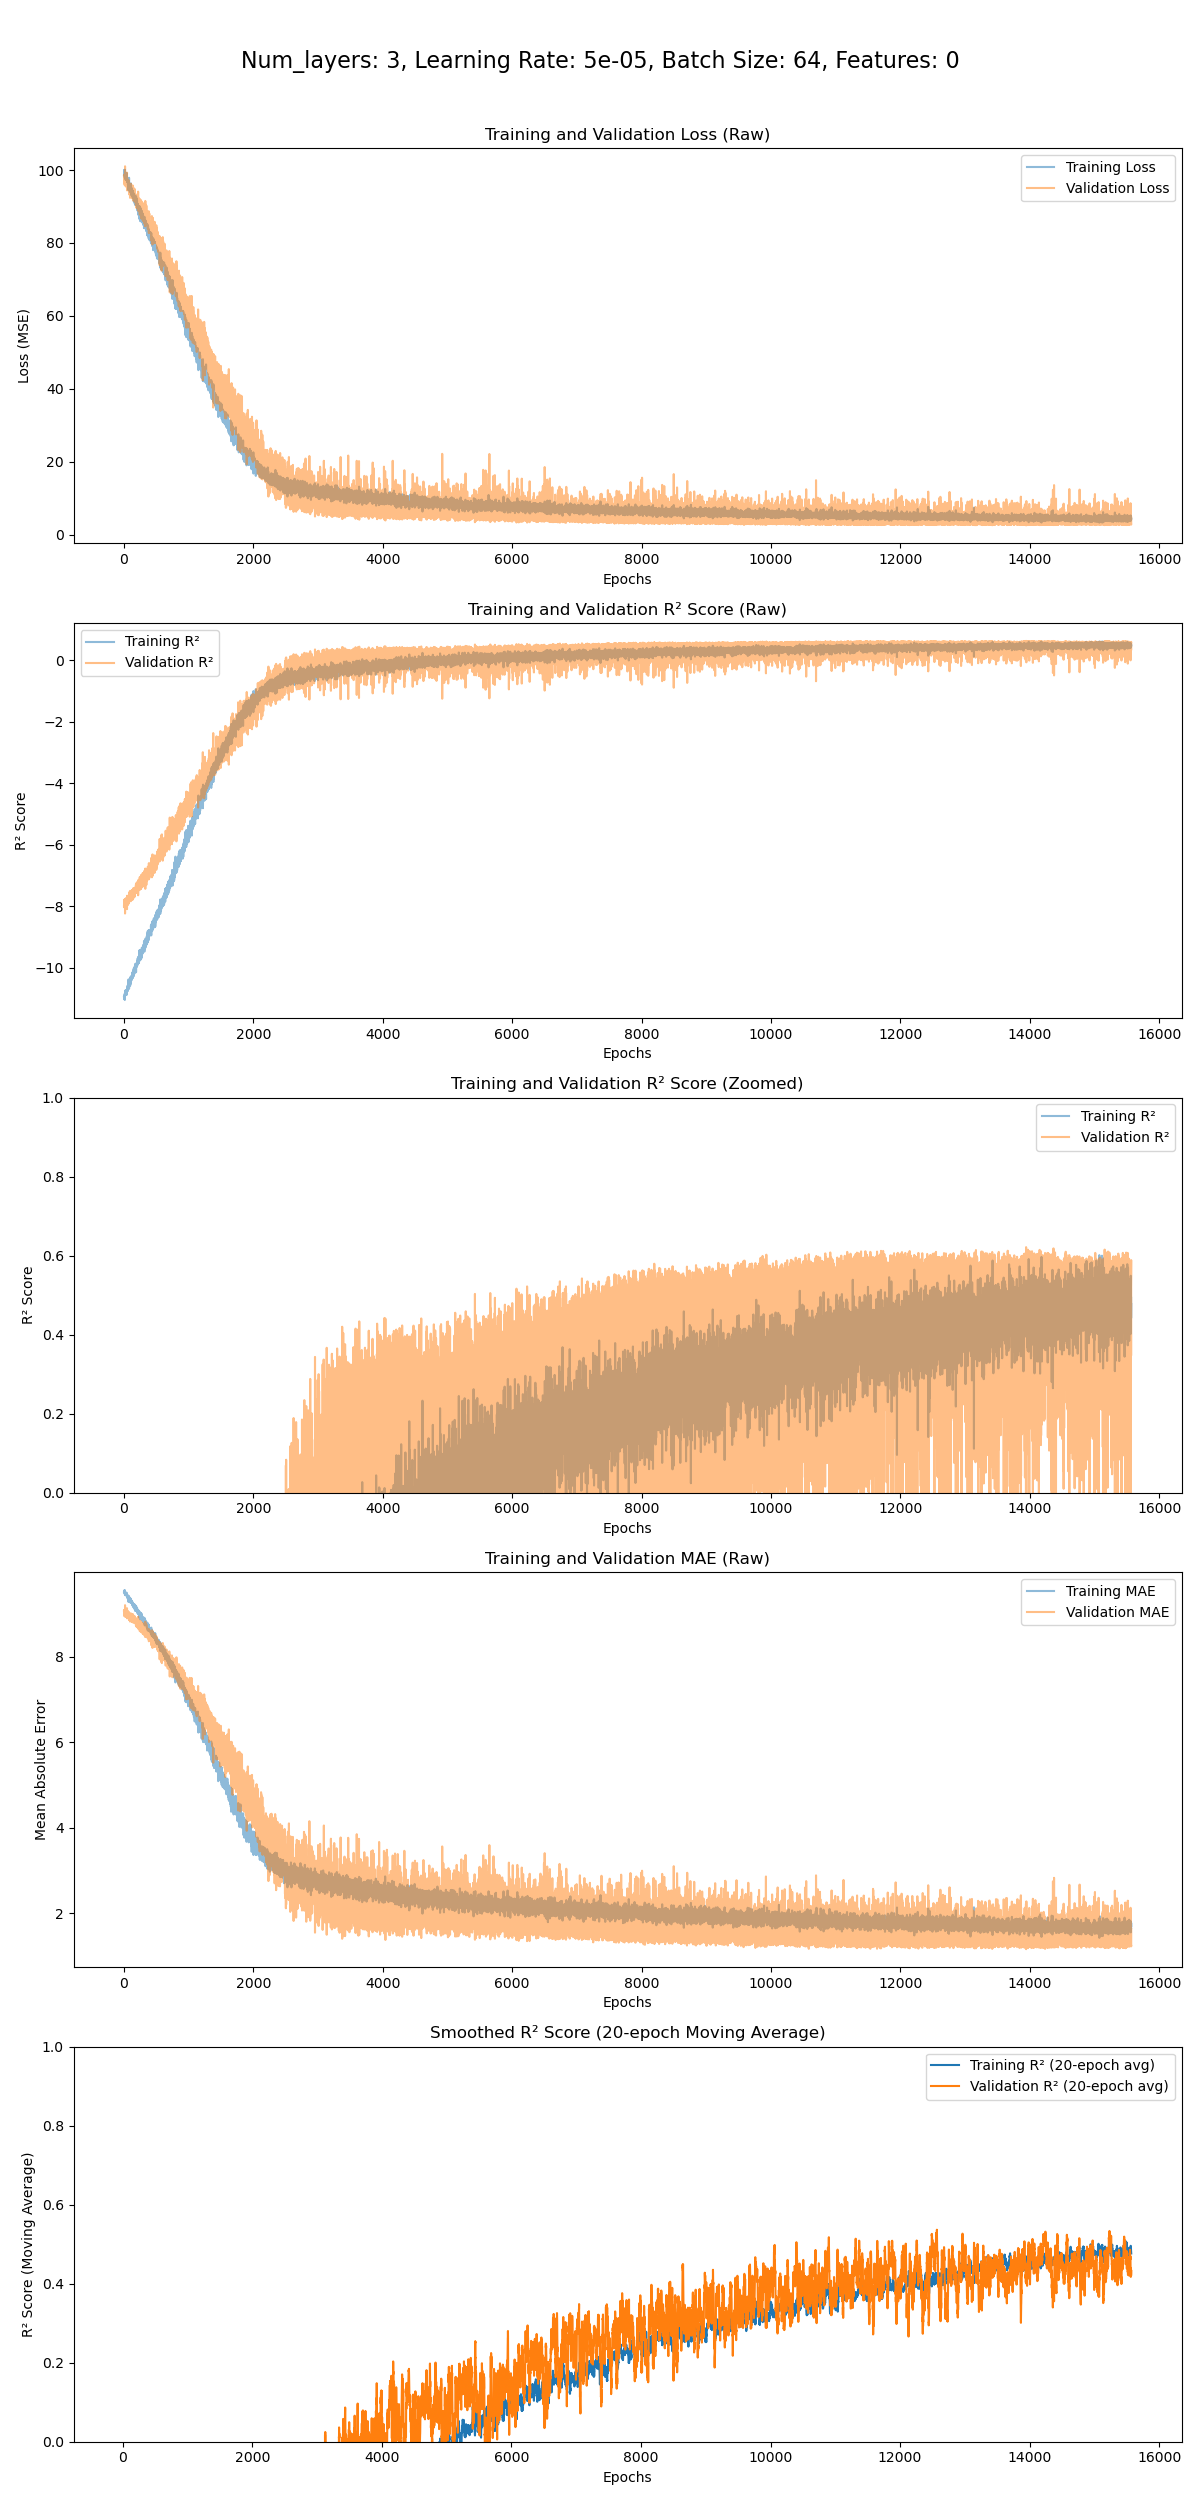 Num_layers: 3, Learning Rate: 5e-05, Batch Size: 64, Features: 0
Training and Validation Loss (Raw)
Training Loss
Validation Loss
Loss (MSE)
100
80
60
40
20
0
0 2000 4000 6000 8000 10000 12000 14000 16000
Epochs
Training and Validation R² Score (Raw)
Training R²
Validation R²
R² Score
0
−2
−4
−6
−8
−10
0 2000 4000 6000 8000 10000 12000 14000 16000
Epochs
Training and Validation R² Score (Zoomed)
Training R²
Validation R²
R² Score
1.0
0.8
0.6
0.4
0.2
0.0
0 2000 4000 6000 8000 10000 12000 14000 16000
Epochs
Training and Validation MAE (Raw)
Training MAE
Validation MAE
Mean Absolute Error
8
6
4
2
0 2000 4000 6000 8000 10000 12000 14000 16000
Epochs
Smoothed R² Score (20-epoch Moving Average)
Training R² (20-epoch avg)
Validation R² (20-epoch avg)
R² Score (Moving Average)
1.0
0.8
0.6
0.4
0.2
0.0
0 2000 4000 6000 8000 10000 12000 14000 16000
Epochs